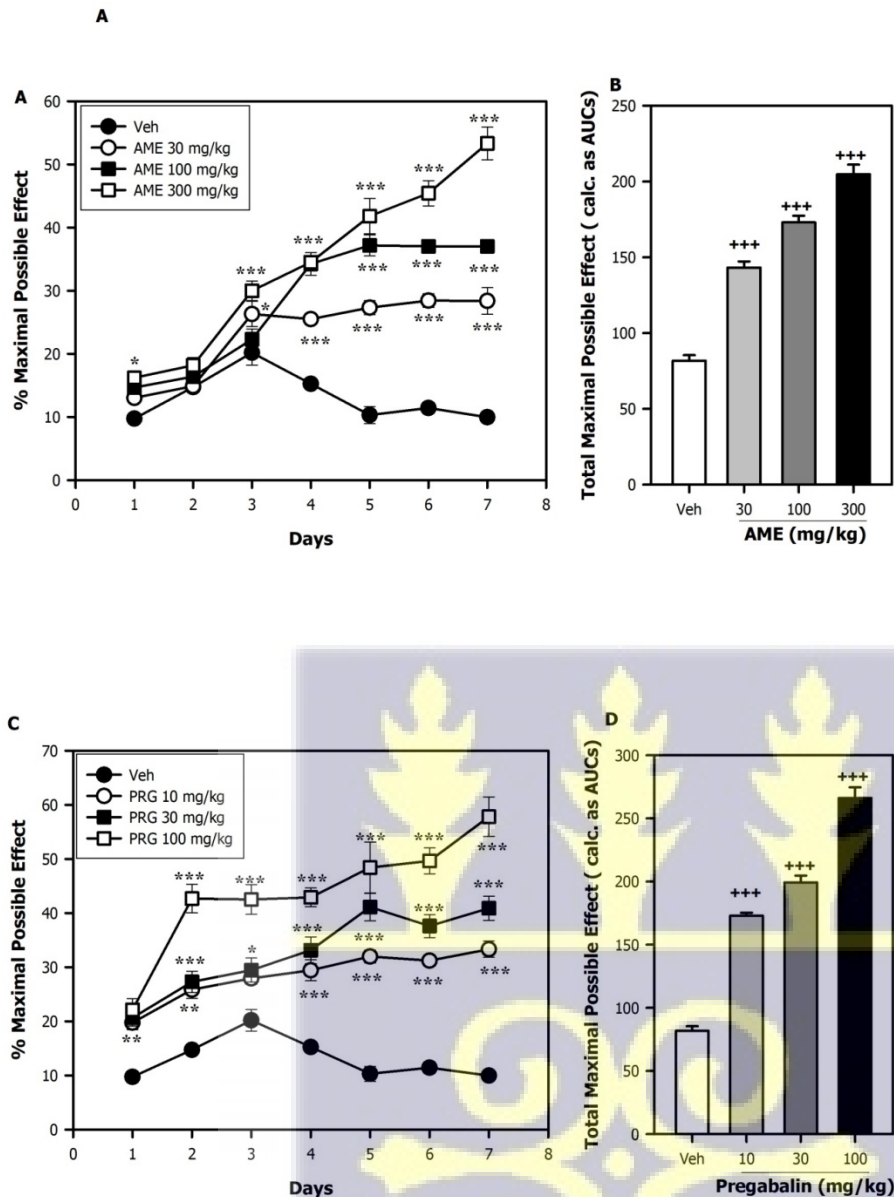 A
A
% Maximal Possible Effect
60
50
40
30
20
10
0
Veh
AME 30 mg/kg
AME 100 mg/kg
AME 300 mg/kg
*
***
*
***
***
***
***
***
***
***
***
***
***
0 1 2 3 4 5 6 7 8
Days
B
Total Maximal Possible Effect ( calc. as AUCs)
250
200
150
100
50
0
+++
+++
+++
Veh 30 100 300
AME (mg/kg)
C
% Maximal Possible Effect
70
60
50
40
30
20
10
0
Veh
PRG 10 mg/kg
PRG 30 mg/kg
PRG 100 mg/kg
**
***
***
**
***
*
***
***
***
***
***
***
***
***
***
***
***
0 1 2 3 4 5 6 7 8
Days
D
Total Maximal Possible Effect ( calc. as AUCs)
300
250
200
150
100
50
0
+++
+++
+++
Veh 10 30 100
Pregabalin (mg/kg)